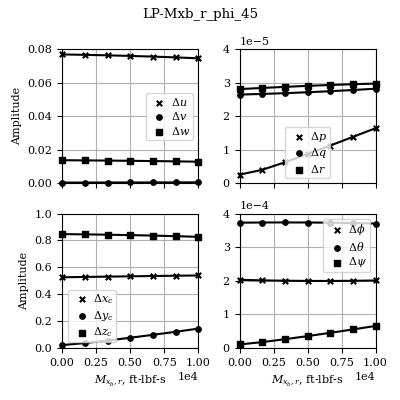 LP-Mxb_r_phi_45
1e−5
Amplitude
0.08
0.06
0.04
0.02
0.00
Δu
Δv
Δw
4
3
2
1
0
Δp
Δq
Δr
1e−4
Amplitude
1.0
0.8
0.6
0.4
0.2
0.0
Δx_c
Δy_c
Δz_c
4
3
2
1
0
Δϕ
Δθ
Δψ
0.00 0.25 0.50 0.75 1.00
1e4
M_{x_b,r}, ft-lbf-s
0.00 0.25 0.50 0.75 1.00
1e4
M_{x_b,r}, ft-lbf-s